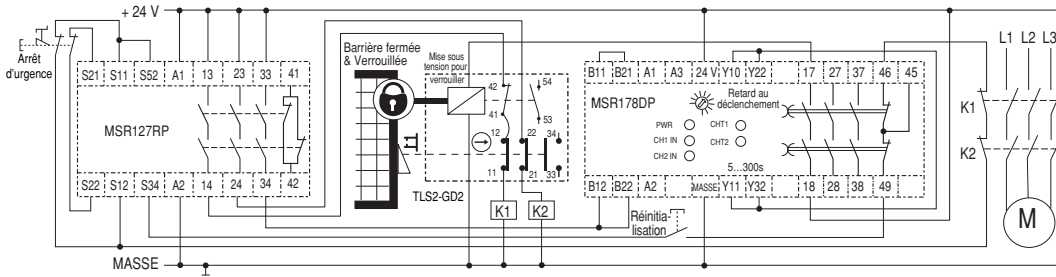 + 24 V
Arrêt
d'urgence
S21 S11 S52 A1 13 23 33 41
MSR127RP
S22 S12 S34 A2 14 24 34 42
MASSE
Barrière fermée
& Verrouillée
Mise sous
tension pour
verrouiller
42 54
41 53
12 22 34
11 21 33
TLS2-GD2
K1 K2
B11 B21 A1 A3 24 V Y10 Y22 17 27 37 46 45
MSR178DP
Retard au
déclenchement
PWR CHT1
CH1 IN CHT2
CH2 IN
5...300s
B12 B22 A2 MASSE Y11 Y32 18 28 38 49
Réinitia-
lisation
L1 L2 L3
K1
K2
M